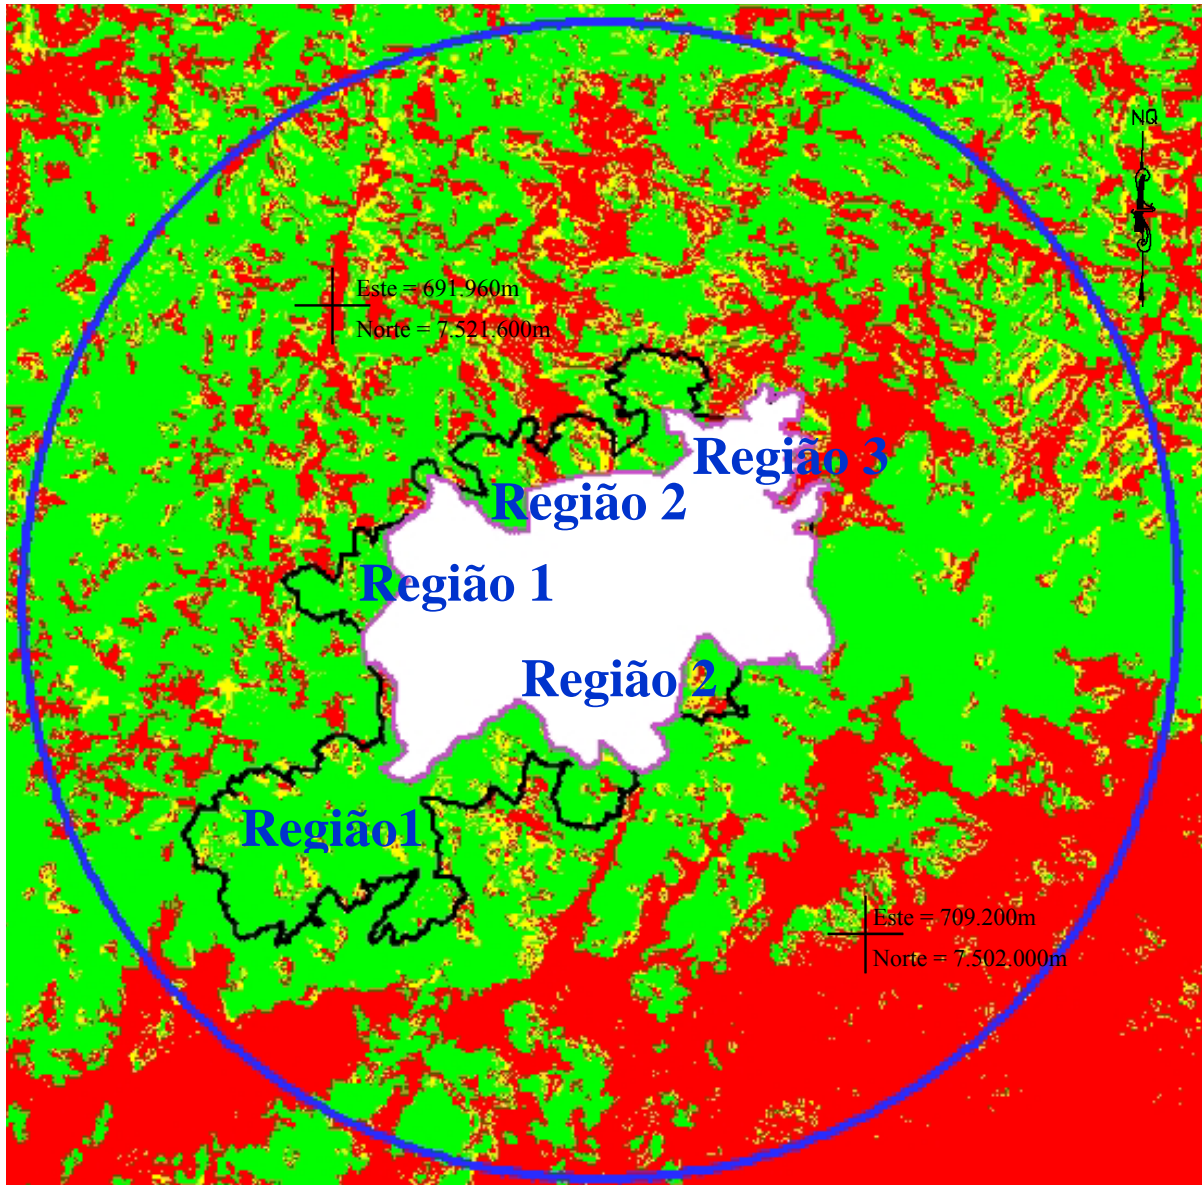 NQ
Este = 691.960m
Norte = 7.521.600m
Região 3
Região 2
Região 1
Região 2
Região1
Este = 709.200m
Norte = 7.502.000m